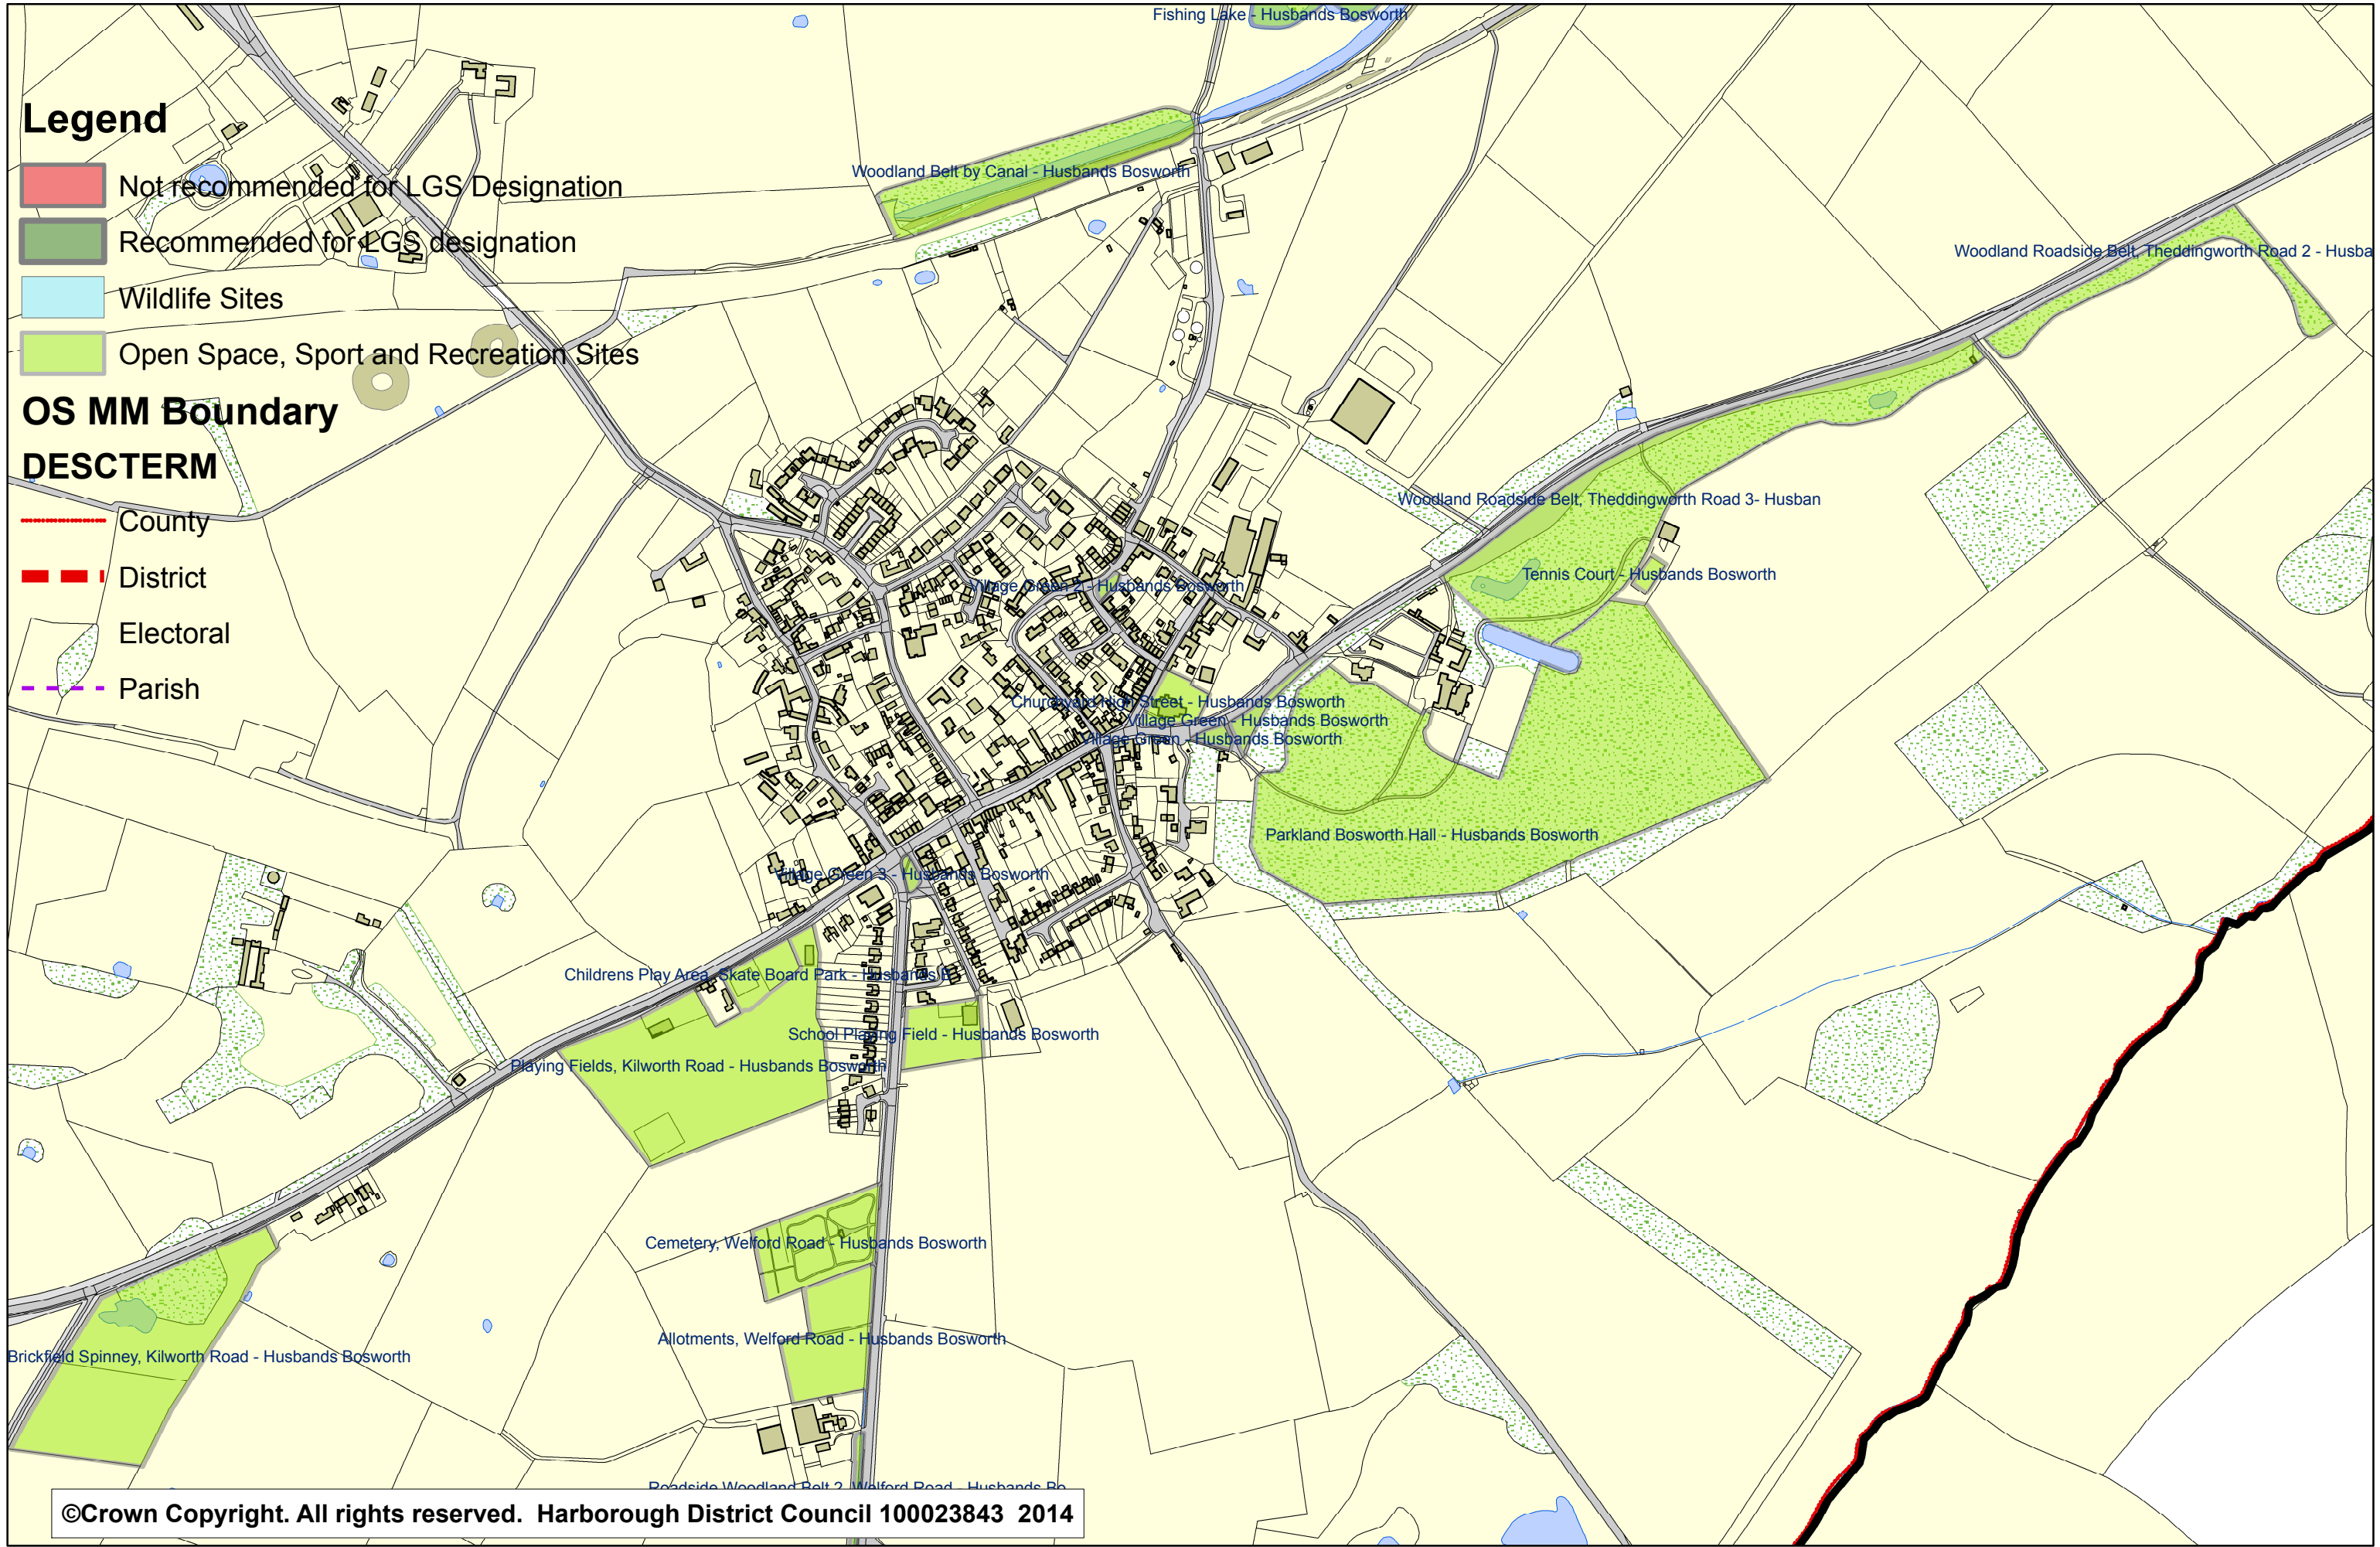 Fishing Lake - Husbands Bosworth
Legend
Not recommended for LGS Designation
Recommended for LGS designation
Wildlife Sites
Open Space, Sport and Recreation Sites
OS MM Boundary
DESCTERM
County
District
Electoral
Parish
Woodland Belt by Canal - Husbands Bosworth
Woodland Roadside Belt, Theddingworth Road 2 - Husba
Woodland Roadside Belt, Theddingworth Road 3- Husban
Tennis Court - Husbands Bosworth
Village Green 2 - Husbands Bosworth
Churchyard High Street - Husbands Bosworth
Village Green - Husbands Bosworth
Village Green - Husbands Bosworth
Parkland Bosworth Hall - Husbands Bosworth
Village Green 3 - Husbands Bosworth
Childrens Play Area, Skate Board Park - Husbands B
School Playing Field - Husbands Bosworth
Playing Fields, Kilworth Road - Husbands Bosworth
Cemetery, Welford Road - Husbands Bosworth
Allotments, Welford Road - Husbands Bosworth
Brickfield Spinney, Kilworth Road - Husbands Bosworth
Roadside Woodland Belt 2, Welford Road - Husbands Bo
©Crown Copyright. All rights reserved. Harborough District Council 100023843 2014